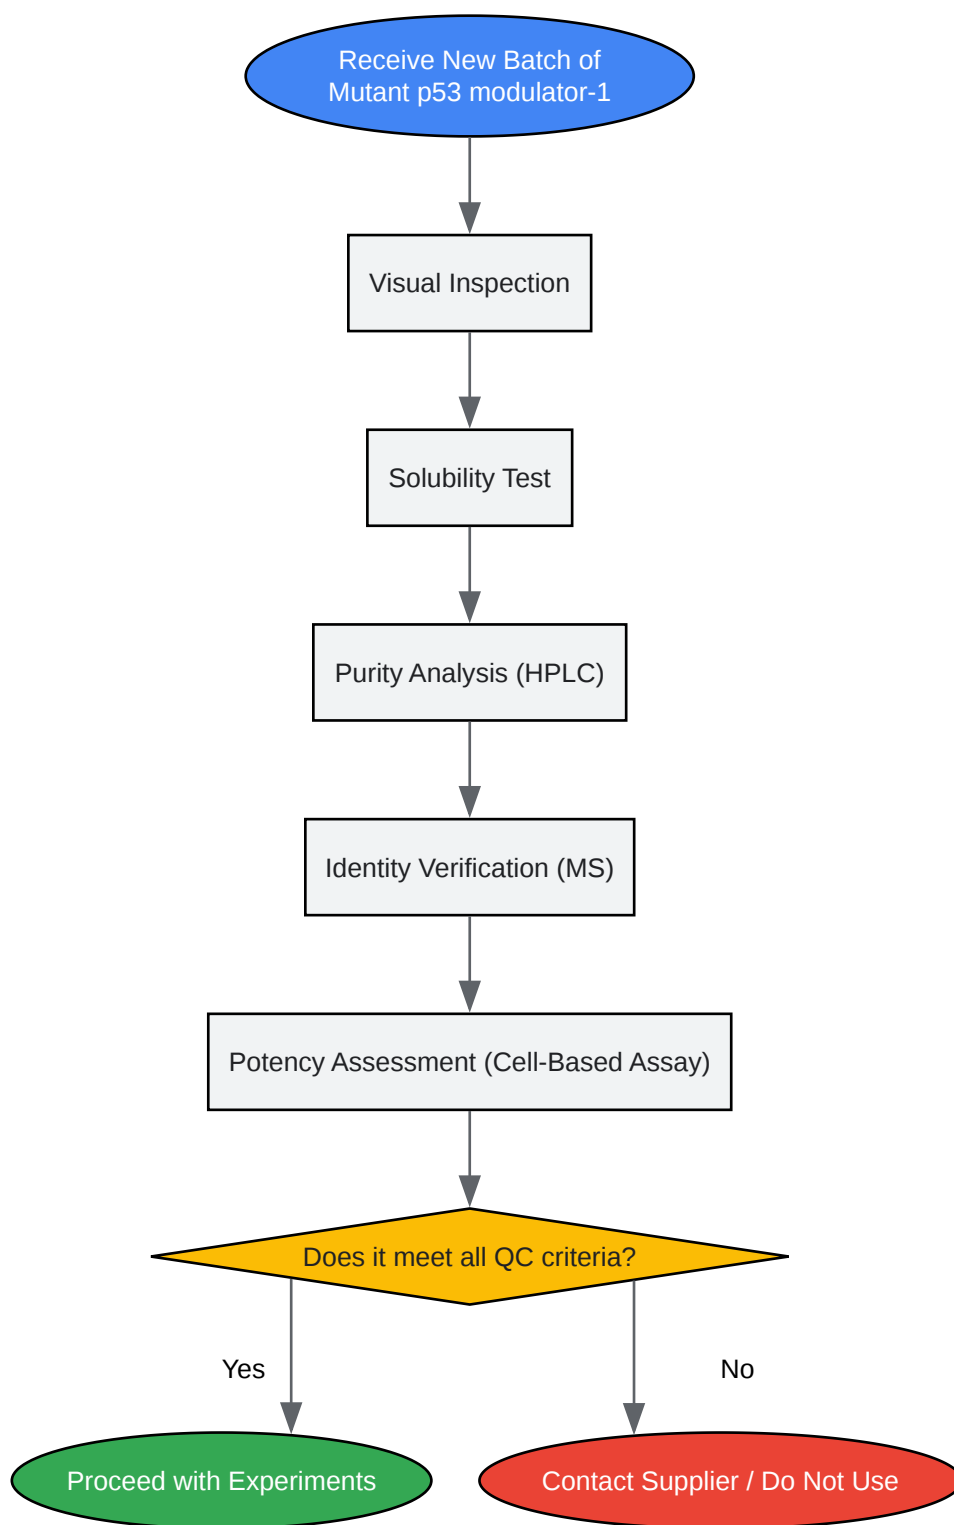 Receive New Batch of
Mutant p53 modulator-1
Visual Inspection
Solubility Test
Purity Analysis (HPLC)
Identity Verification (MS)
Potency Assessment (Cell-Based Assay)
Does it meet all QC criteria?
Yes
No
Proceed with Experiments
Contact Supplier / Do Not Use